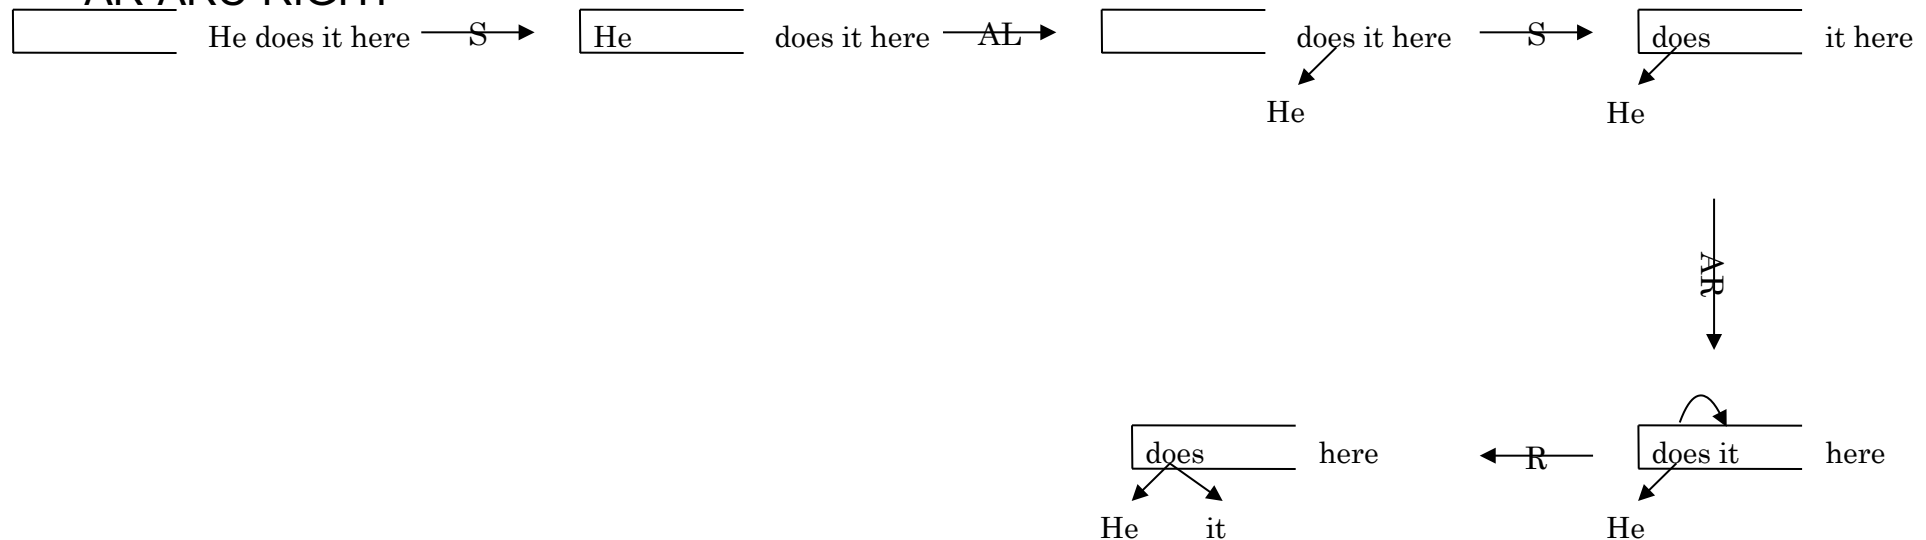 He does it here S He does it here AL does it here S does it here
He He
AR
does here R does it here
He it He